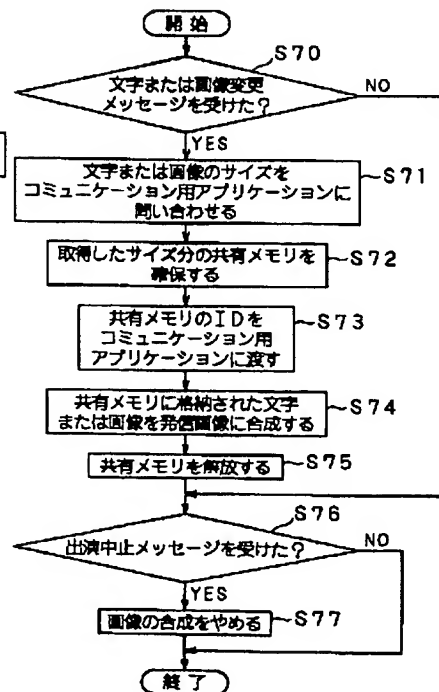 開始
S70
文字または画像変更
メッセージを受けた?
NO
YES
文字または画像のサイズを
コミュニケーション用アプリケーションに
問い合わせる
S71
取得したサイズ分の共有メモリを
確保する
S72
共有メモリのIDを
コミュニケーション用
アプリケーションに渡す
S73
共有メモリに格納された文字
または画像を発信画像に合成する
S74
共有メモリを解放する
S75
S76
出演中止メッセージを受けた?
NO
YES
画像の合成をやめる
S77
終了